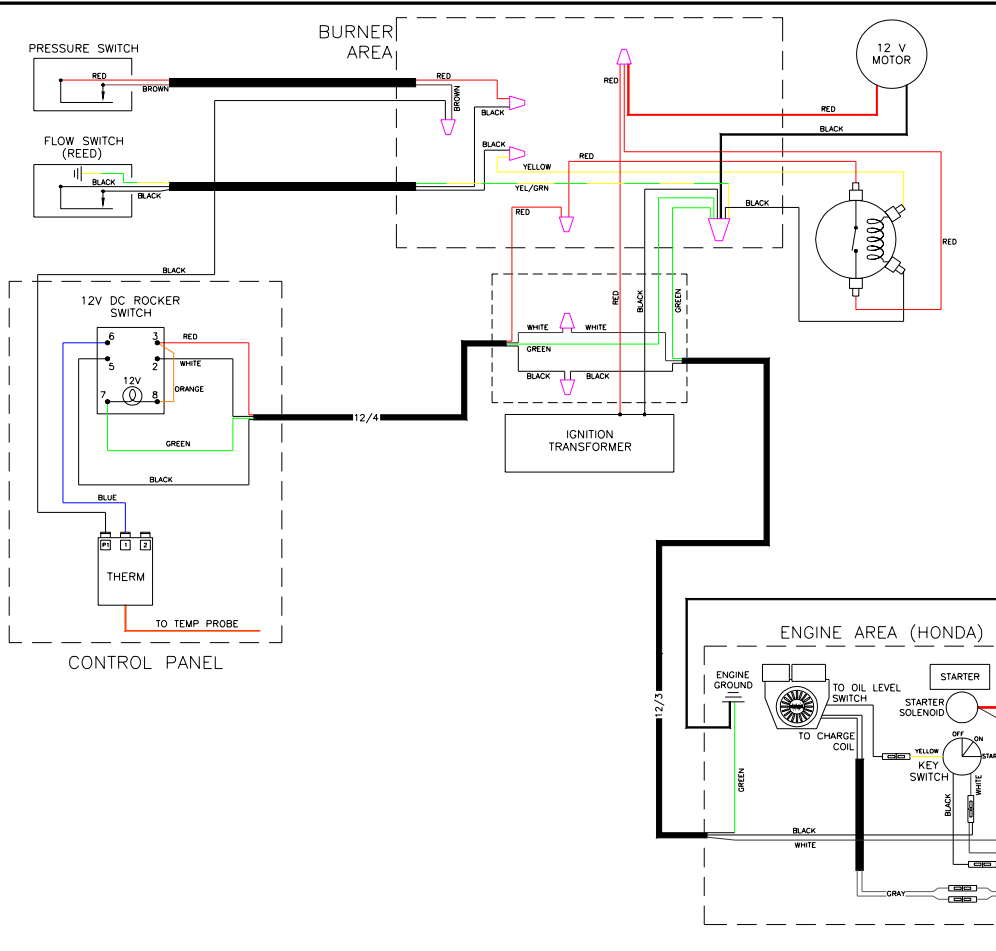 BURNER
AREA
PRESSURE SWITCH
RED
BROWN
RED
BROWN
BLACK
RED
12 V
MOTOR
RED
BLACK
FLOW SWITCH
(REED)
BLACK
BLACK
BLACK
YELLOW
YEL/GRN
RED
RED
BLACK
RED
BLACK
12V DC ROCKER
SWITCH
6
3
RED
5
2
WHITE
12V
7
8
ORANGE
GREEN
BLACK
BLUE
12/4
RED
BLACK
GREEN
WHITE
WHITE
GREEN
BLACK
BLACK
IGNITION
TRANSFORMER
P1
1
2
THERM
TO TEMP PROBE
CONTROL PANEL
12/3
ENGINE AREA (HONDA)
ENGINE
GROUND
TO OIL LEVEL
SWITCH
STARTER
STARTER
SOLENOID
TO CHARGE
COIL
OFF
ON
STAR
YELLOW
KEY
SWITCH
GREEN
BLACK
WHITE
BLACK
WHITE
GRAY